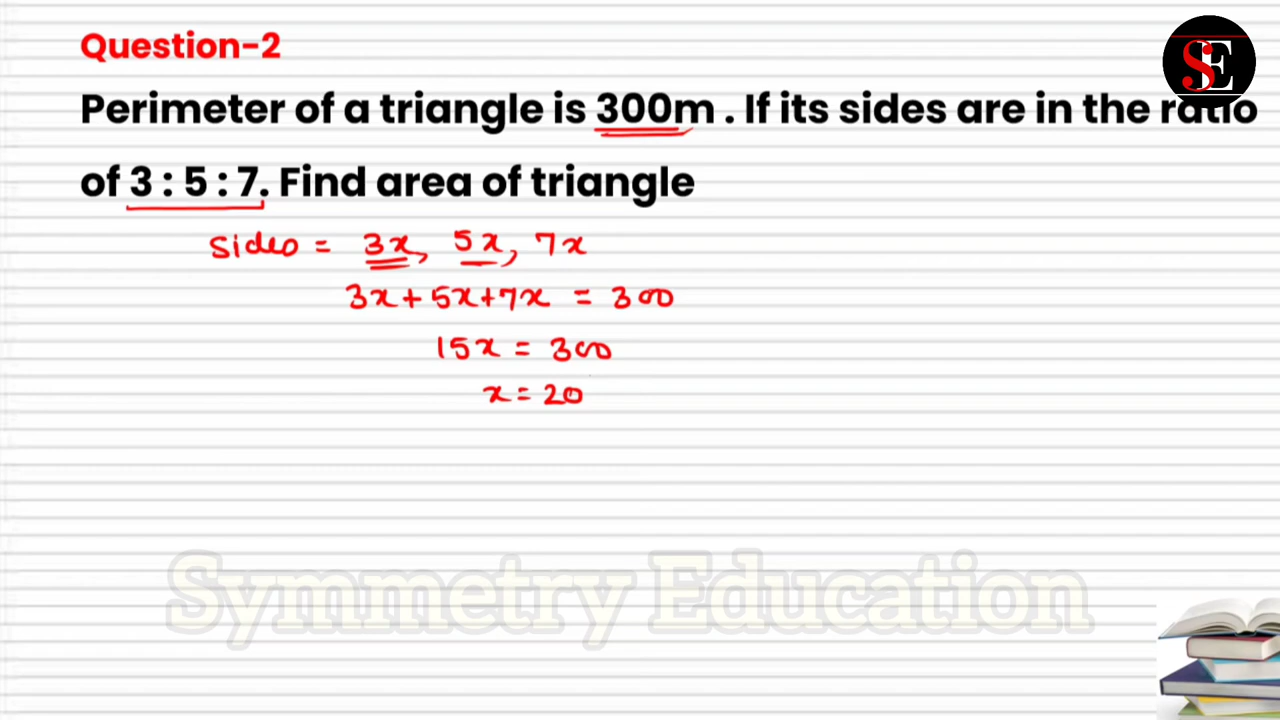 Question-2
SE
Perimeter of a triangle is 300m . If its sides are in the ratio
of 3 : 5 : 7. Find area of triangle
Sides = 3x, 5x, 7x
3x + 5x + 7x = 300
15x = 300
x = 20
Symmetry Education